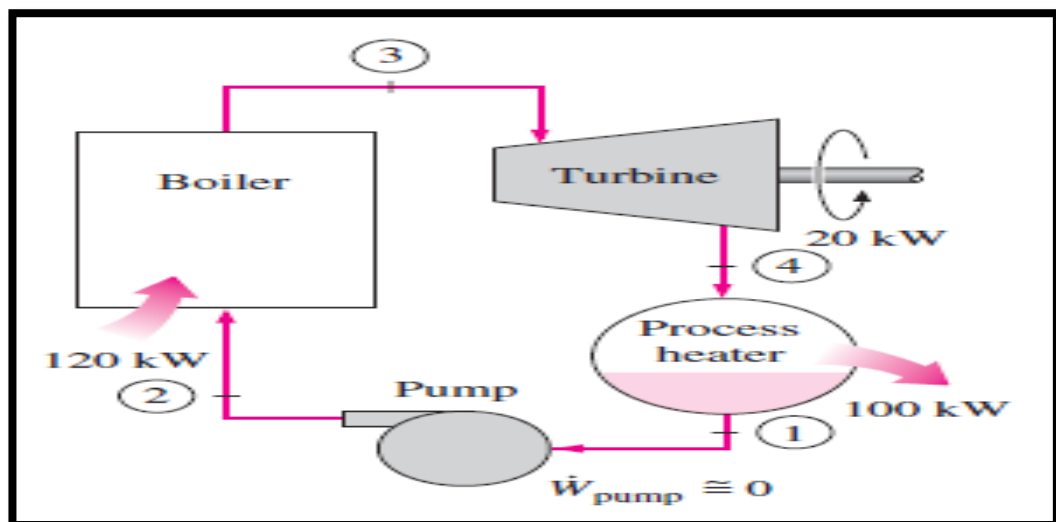 3
Boiler
Turbine
20 kW
4
Process
heater
120 kW
2
Pump
100 kW
1
Ẇpump ≅ 0